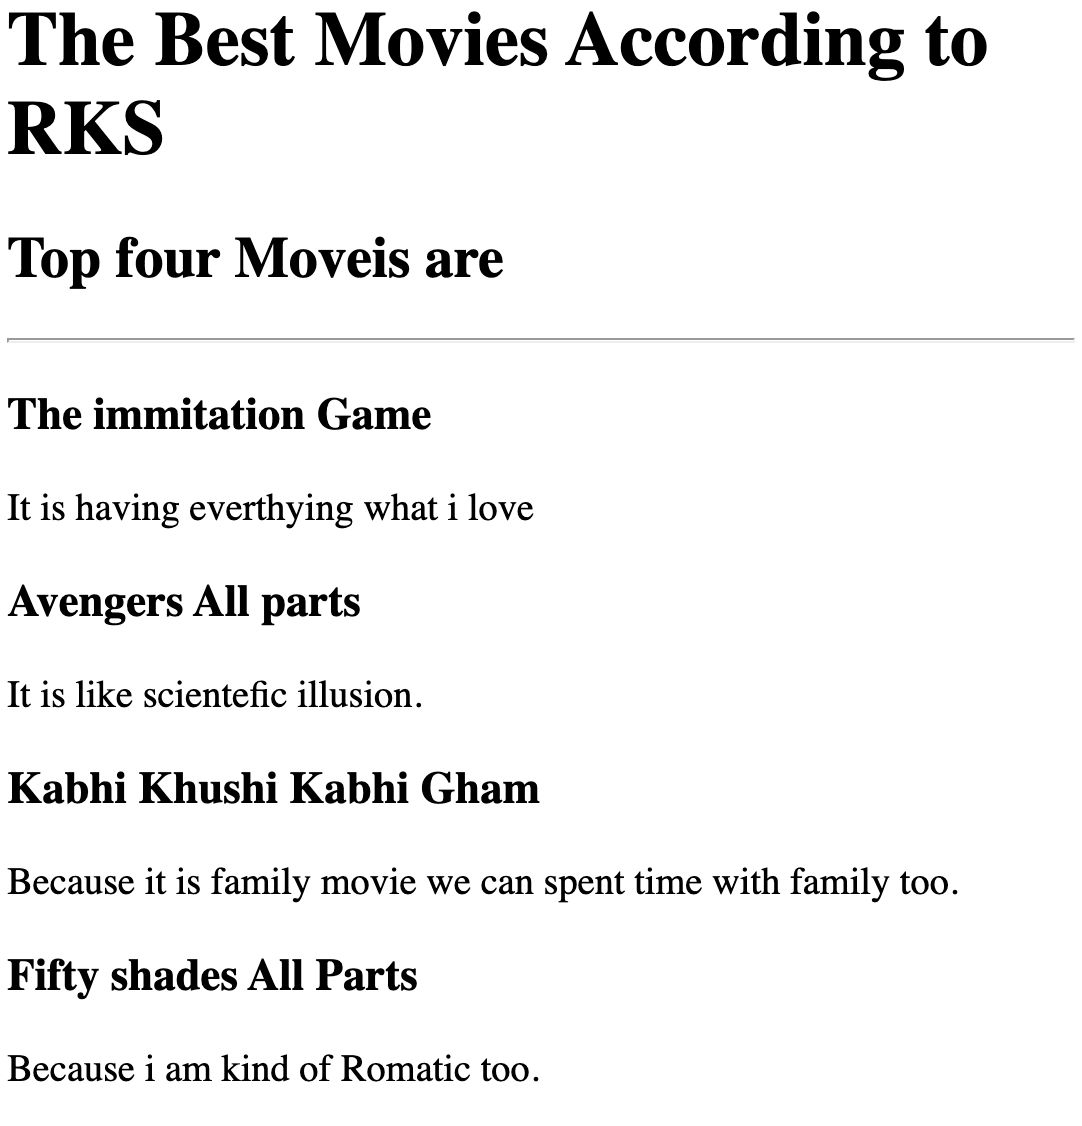 The Best Movies According to
RKS
Top four Moveis are
The immitation Game
It is having everthying what i love
Avengers All parts
It is like scientefic illusion.
Kabhi Khushi Kabhi Gham
Because it is family movie we can spent time with family too.
Fifty shades All Parts
Because i am kind of Romatic too.